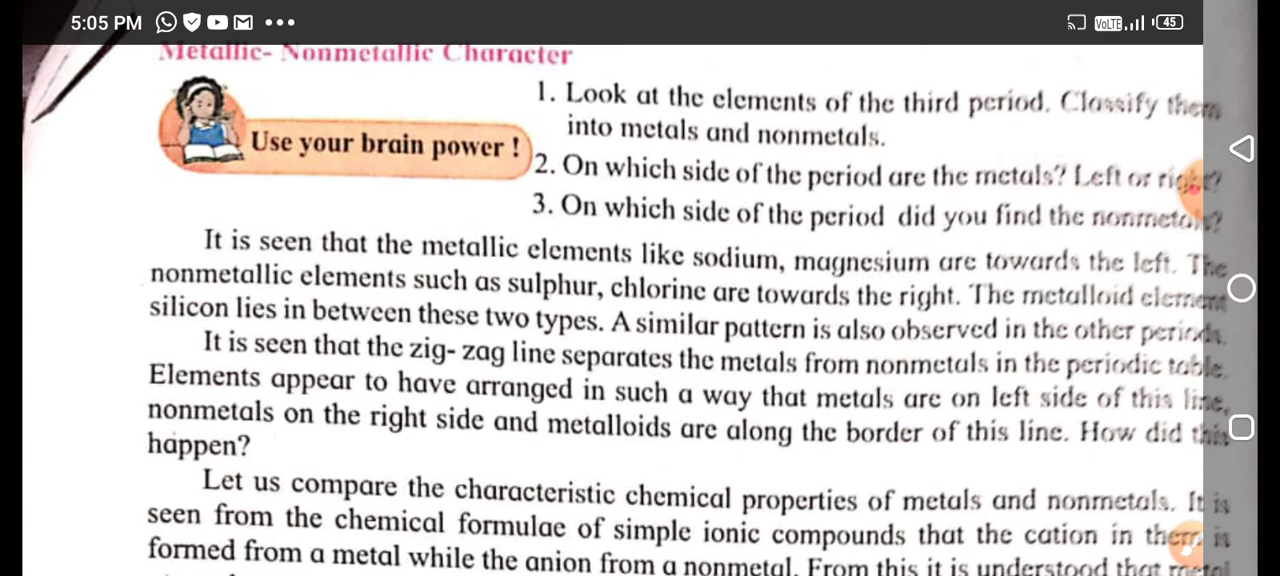 5:05 PM
VoLTE 45
Metallic- Nonmetallic Character
Use your brain power !
1. Look at the elements of the third period. Classify them
into metals and nonmetals.
2. On which side of the period are the metals? Left or right?
3. On which side of the period did you find the nonmetals?
It is seen that the metallic elements like sodium, magnesium are towards the left. The
nonmetallic elements such as sulphur, chlorine are towards the right. The metalloid element
silicon lies in between these two types. A similar pattern is also observed in the other periods.
It is seen that the zig- zag line separates the metals from nonmetals in the periodic table.
Elements appear to have arranged in such a way that metals are on left side of this line,
nonmetals on the right side and metalloids are along the border of this line. How did this
happen?
Let us compare the characteristic chemical properties of metals and nonmetals. It is
seen from the chemical formulae of simple ionic compounds that the cation in them is
formed from a metal while the anion from a nonmetal. From this it is understood that metal